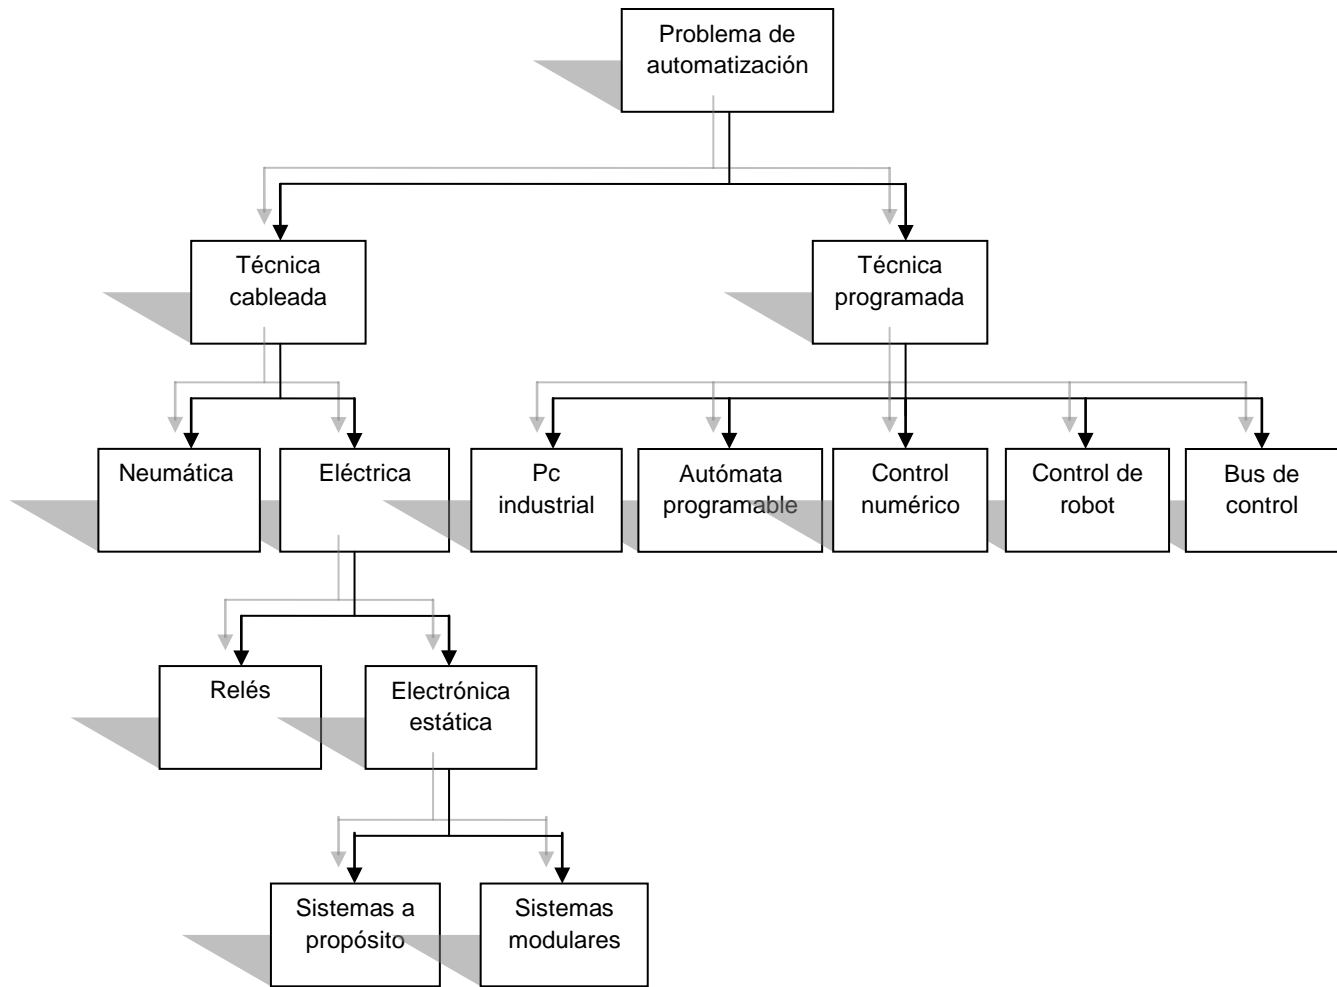 Problema de
automatización
Técnica
cableada
Técnica
programada
Neumática
Eléctrica
Pc
industrial
Autómata
programable
Control
numérico
Control de
robot
Bus de
control
Relés
Electrónica
estática
Sistemas a
propósito
Sistemas
modulares